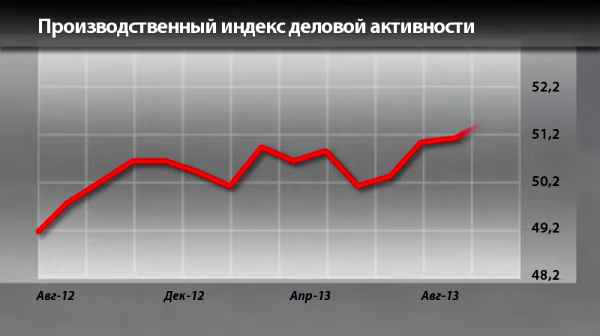 Производственный индекс деловой активности
52,2
51,2
50,2
49,2
48,2
Авг-12 Дек-12 Апр-13 Авг-13